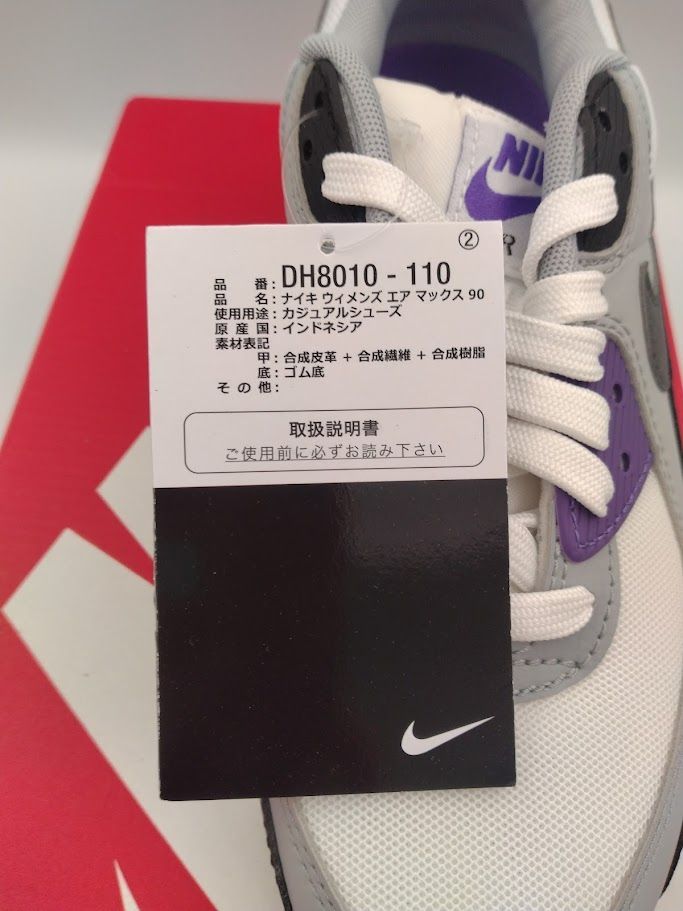 NIKE
②
品 番 : DH8010 - 110
品 名 : ナイキ ウィメンズ エア マックス 90
使用用途 : カジュアルシューズ
原 産 国 : インドネシア
素材表記
甲 : 合成皮革 + 合成繊維 + 合成樹脂
底 : ゴム底
そ の 他 :
取扱説明書
ご使用前に必ずお読み下さい